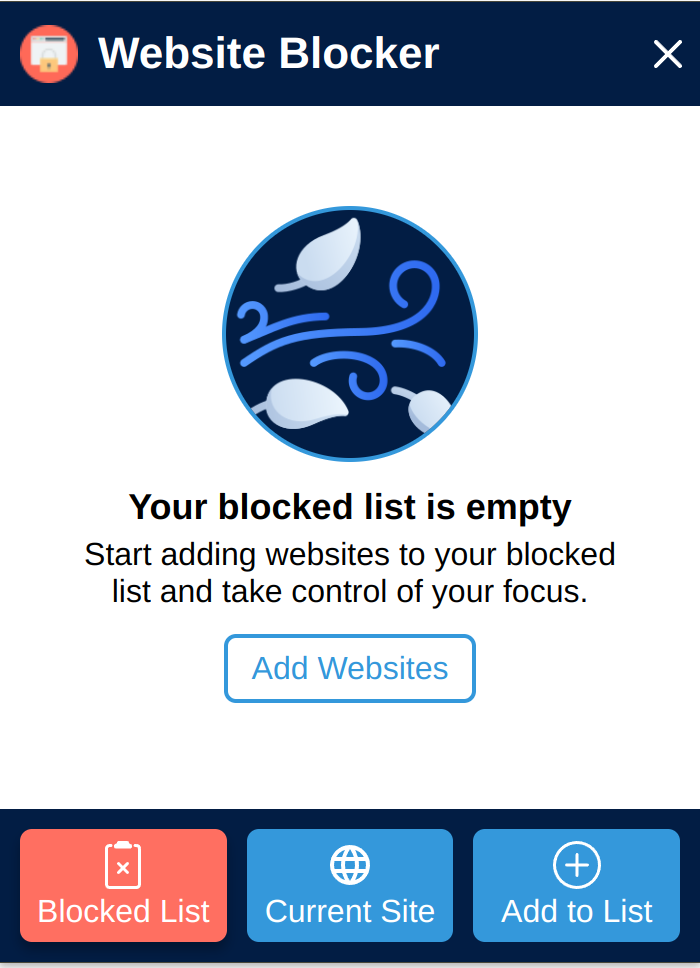 Website Blocker
Your blocked list is empty
Start adding websites to your blocked
list and take control of your focus.
Add Websites
Blocked List
Current Site
Add to List